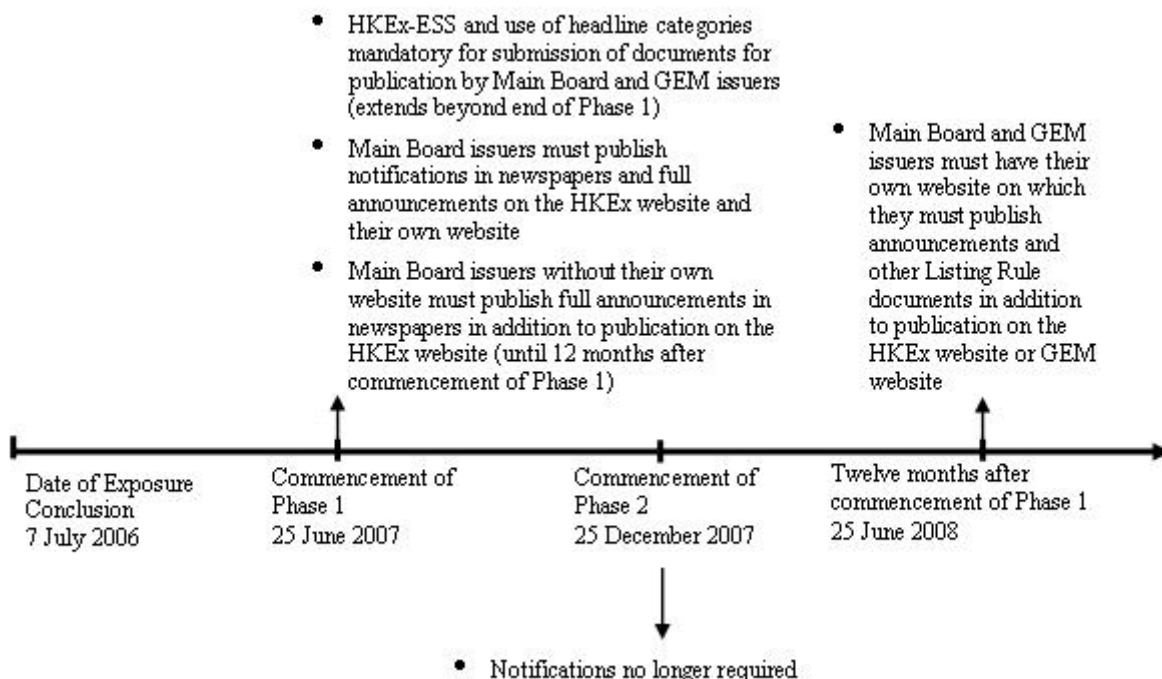 • HKEx-ESS and use of headline categories
mandatory for submission of documents for
publication by Main Board and GEM issuers
(extends beyond end of Phase 1)
• Main Board issuers must publish
notifications in newspapers and full
announcements on the HKEx website and
their own website
• Main Board issuers without their own
website must publish full announcements in
newspapers in addition to publication on the
HKEx website (until 12 months after
commencement of Phase 1)
• Main Board and GEM
issuers must have their
own website on which
they must publish
announcements and
other Listing Rule
documents in addition
to publication on the
HKEx website or GEM
website
Date of Exposure
Conclusion
7 July 2006
Commencement of
Phase 1
25 June 2007
Commencement of
Phase 2
25 December 2007
Twelve months after
commencement of Phase 1
25 June 2008
• Notifications no longer required